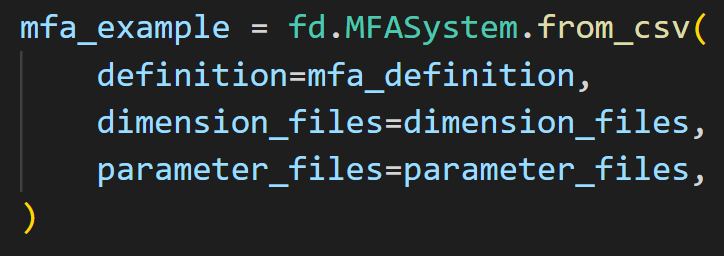 mfa_example = fd.MFASystem.from_csv(
    definition=mfa_definition,
    dimension_files=dimension_files,
    parameter_files=parameter_files,
)